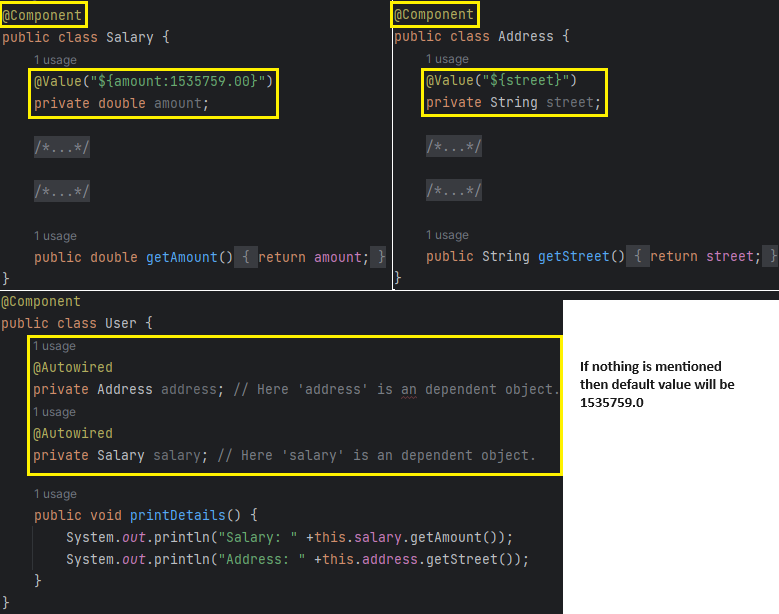 @Component
public class Salary {
1 usage
@Value("${amount:1535759.00}")
private double amount;
/*...*/
/*...*/
1 usage
public double getAmount() { return amount; }
}
@Component
public class Address {
1 usage
@Value("${street}")
private String street;
/*...*/
/*...*/
1 usage
public String getStreet() { return street; }
}
@Component
public class User {
1 usage
@Autowired
private Address address; // Here 'address' is an dependent object.
1 usage
@Autowired
private Salary salary; // Here 'salary' is an dependent object.
1 usage
public void printDetails() {
System.out.println("Salary: " +this.salary.getAmount());
System.out.println("Address: " +this.address.getStreet());
}
}
If nothing is mentioned
then default value will be
1535759.0